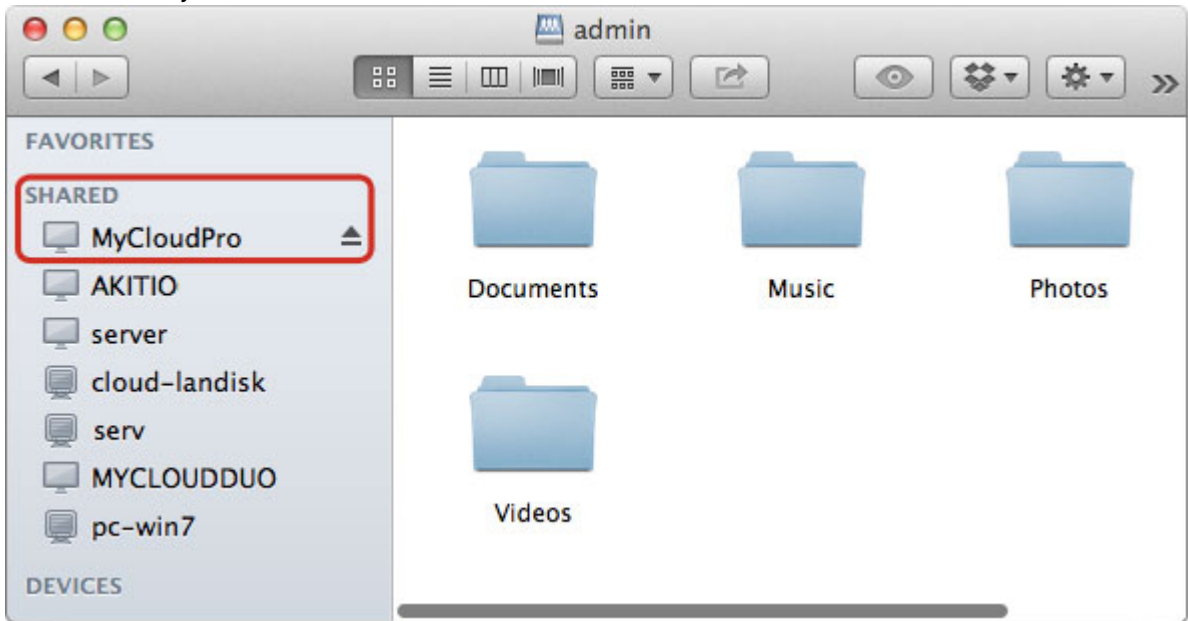 admin
FAVORITES
SHARED
MyCloudPro
AKITIO
server
cloud-landisk
serv
MYCLOUDDUO
pc-win7
DEVICES
Documents
Music
Photos
Videos